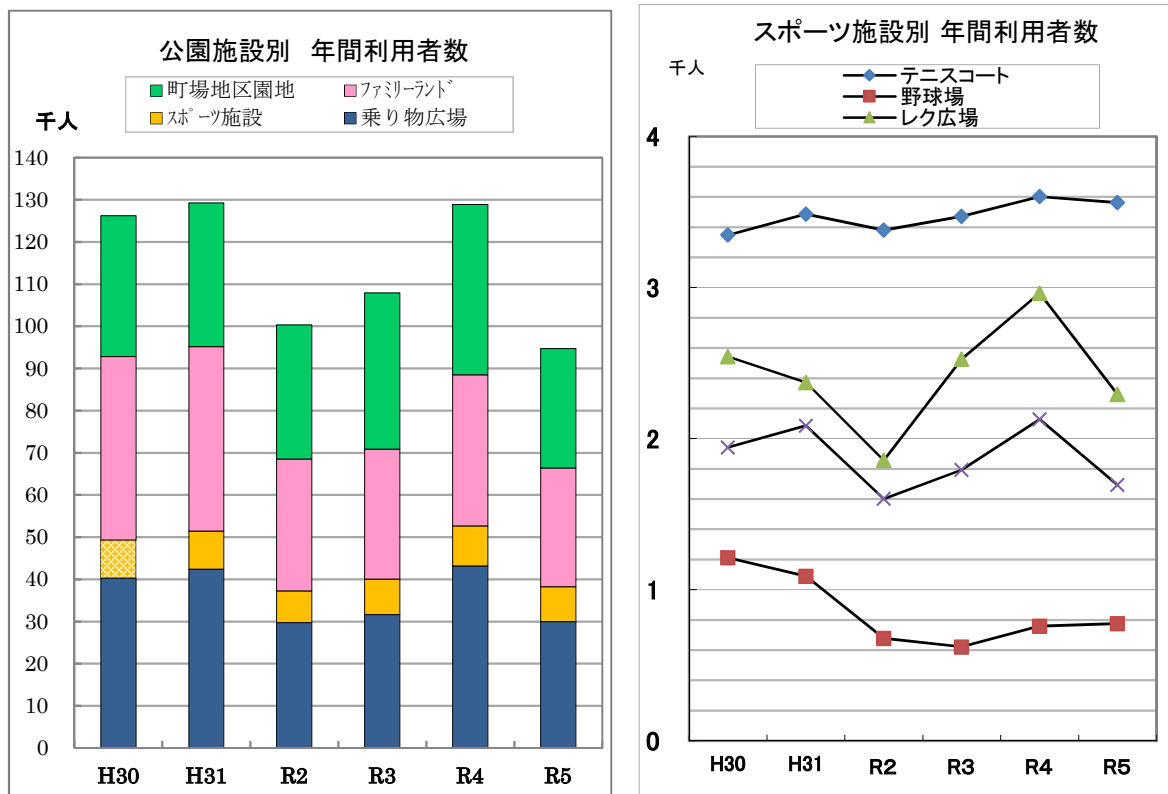 公園施設別　年間利用者数
町場地区園地 ﾌｧﾐﾘｰﾗﾝﾄﾞ
ｽﾎﾟｰﾂ施設 乗り物広場
千人
140
130
120
110
100
90
80
70
60
50
40
30
20
10
0
H30 H31 R2 R3 R4 R5
スポーツ施設別 年間利用者数
千人
テニスコート
野球場
レク広場
4
3
2
1
0
H30 H31 R2 R3 R4 R5